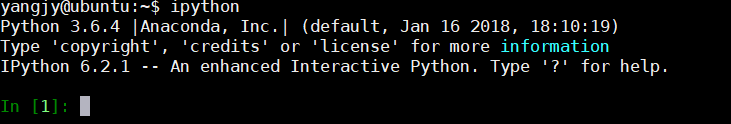 yangjy@ubuntu:~$ ipython
Python 3.6.4 |Anaconda, Inc.| (default, Jan 16 2018, 18:10:19)
Type 'copyright', 'credits' or 'license' for more information
IPython 6.2.1 -- An enhanced Interactive Python. Type '?' for help.
In [1]: